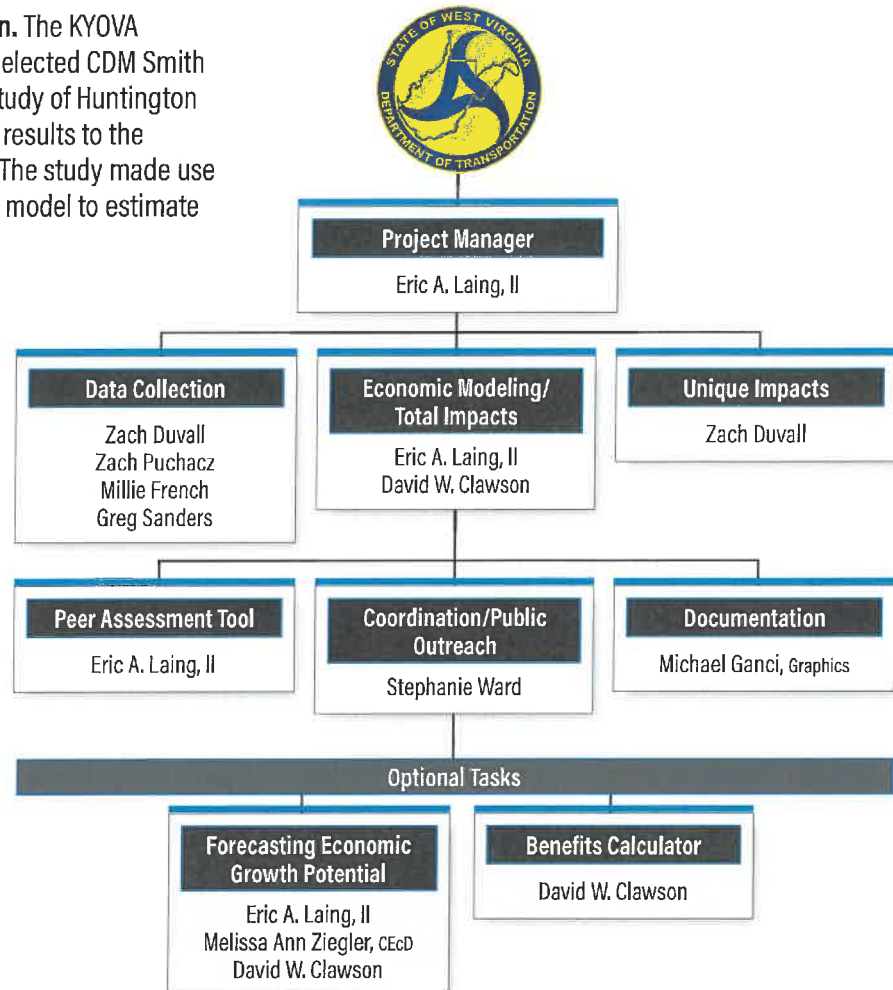 n. The KYOVA
elected CDM Smith
tudy of Huntington
results to the
The study made use
model to estimate
STATE OF WEST VIRGINIA
DEPARTMENT OF TRANSPORTATION
Project Manager
Eric A. Laing, II
Data Collection
Zach Duvall
Zach Puchacz
Millie French
Greg Sanders
Economic Modeling/
Total Impacts
Eric A. Laing, II
David W. Clawson
Unique Impacts
Zach Duvall
Peer Assessment Tool
Eric A. Laing, II
Coordination/Public
Outreach
Stephanie Ward
Documentation
Michael Ganci, Graphics
Optional Tasks
Forecasting Economic
Growth Potential
Eric A. Laing, II
Melissa Ann Ziegler, CEcD
David W. Clawson
Benefits Calculator
David W. Clawson